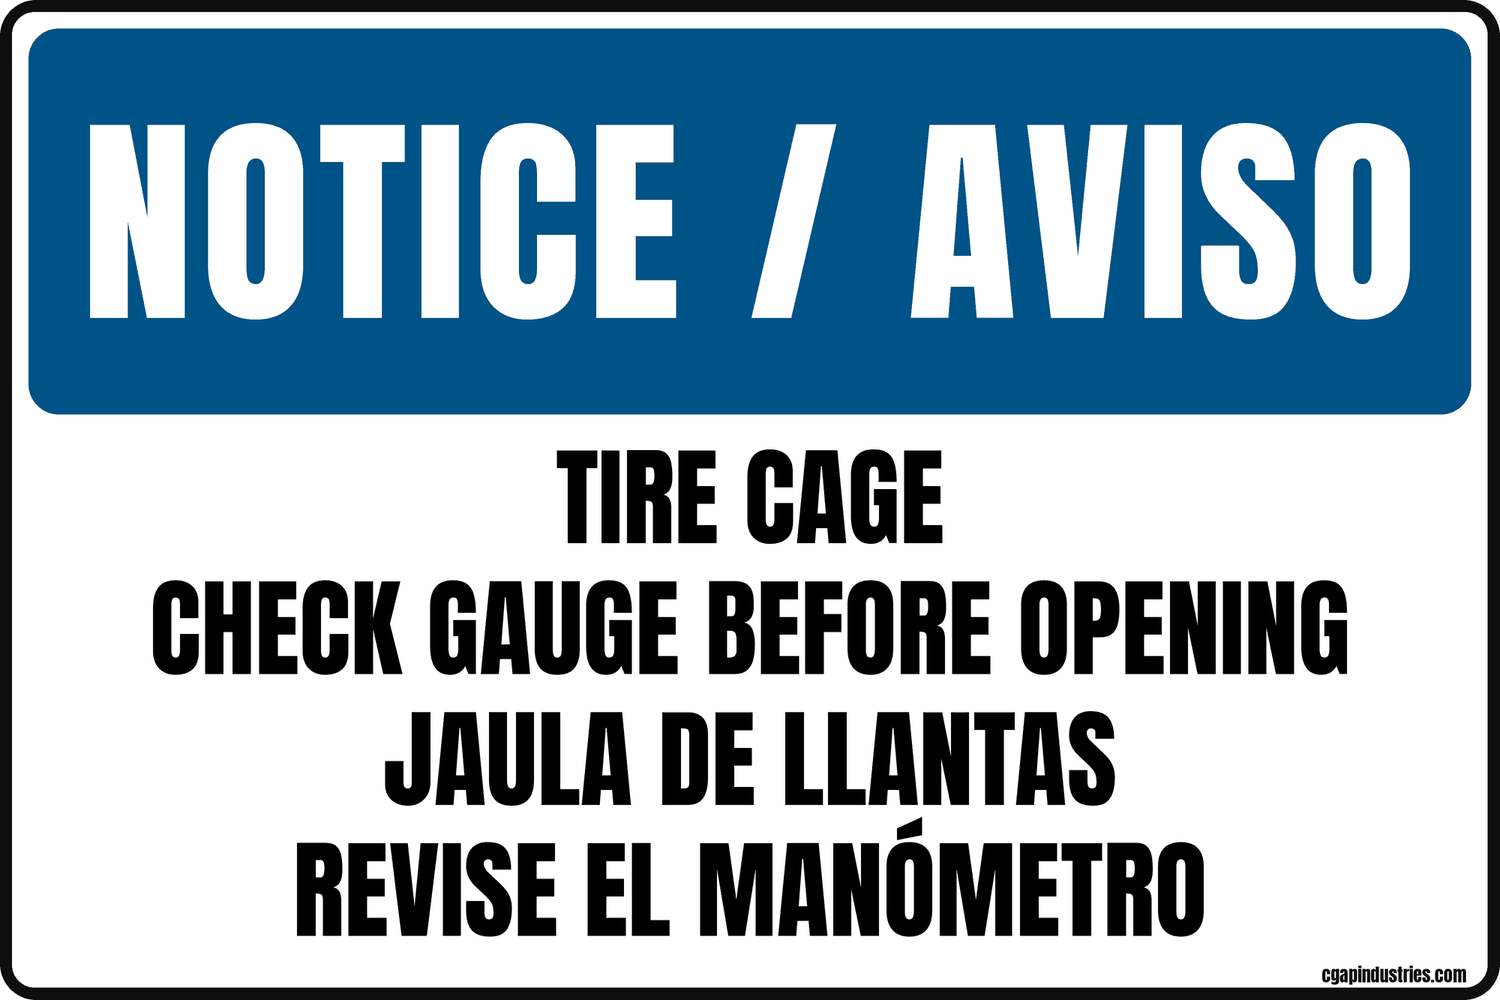 NOTICE / AVISO
TIRE CAGE
CHECK GAUGE BEFORE OPENING
JAULA DE LLANTAS
REVISE EL MANÓMETRO
cgapindustries.com